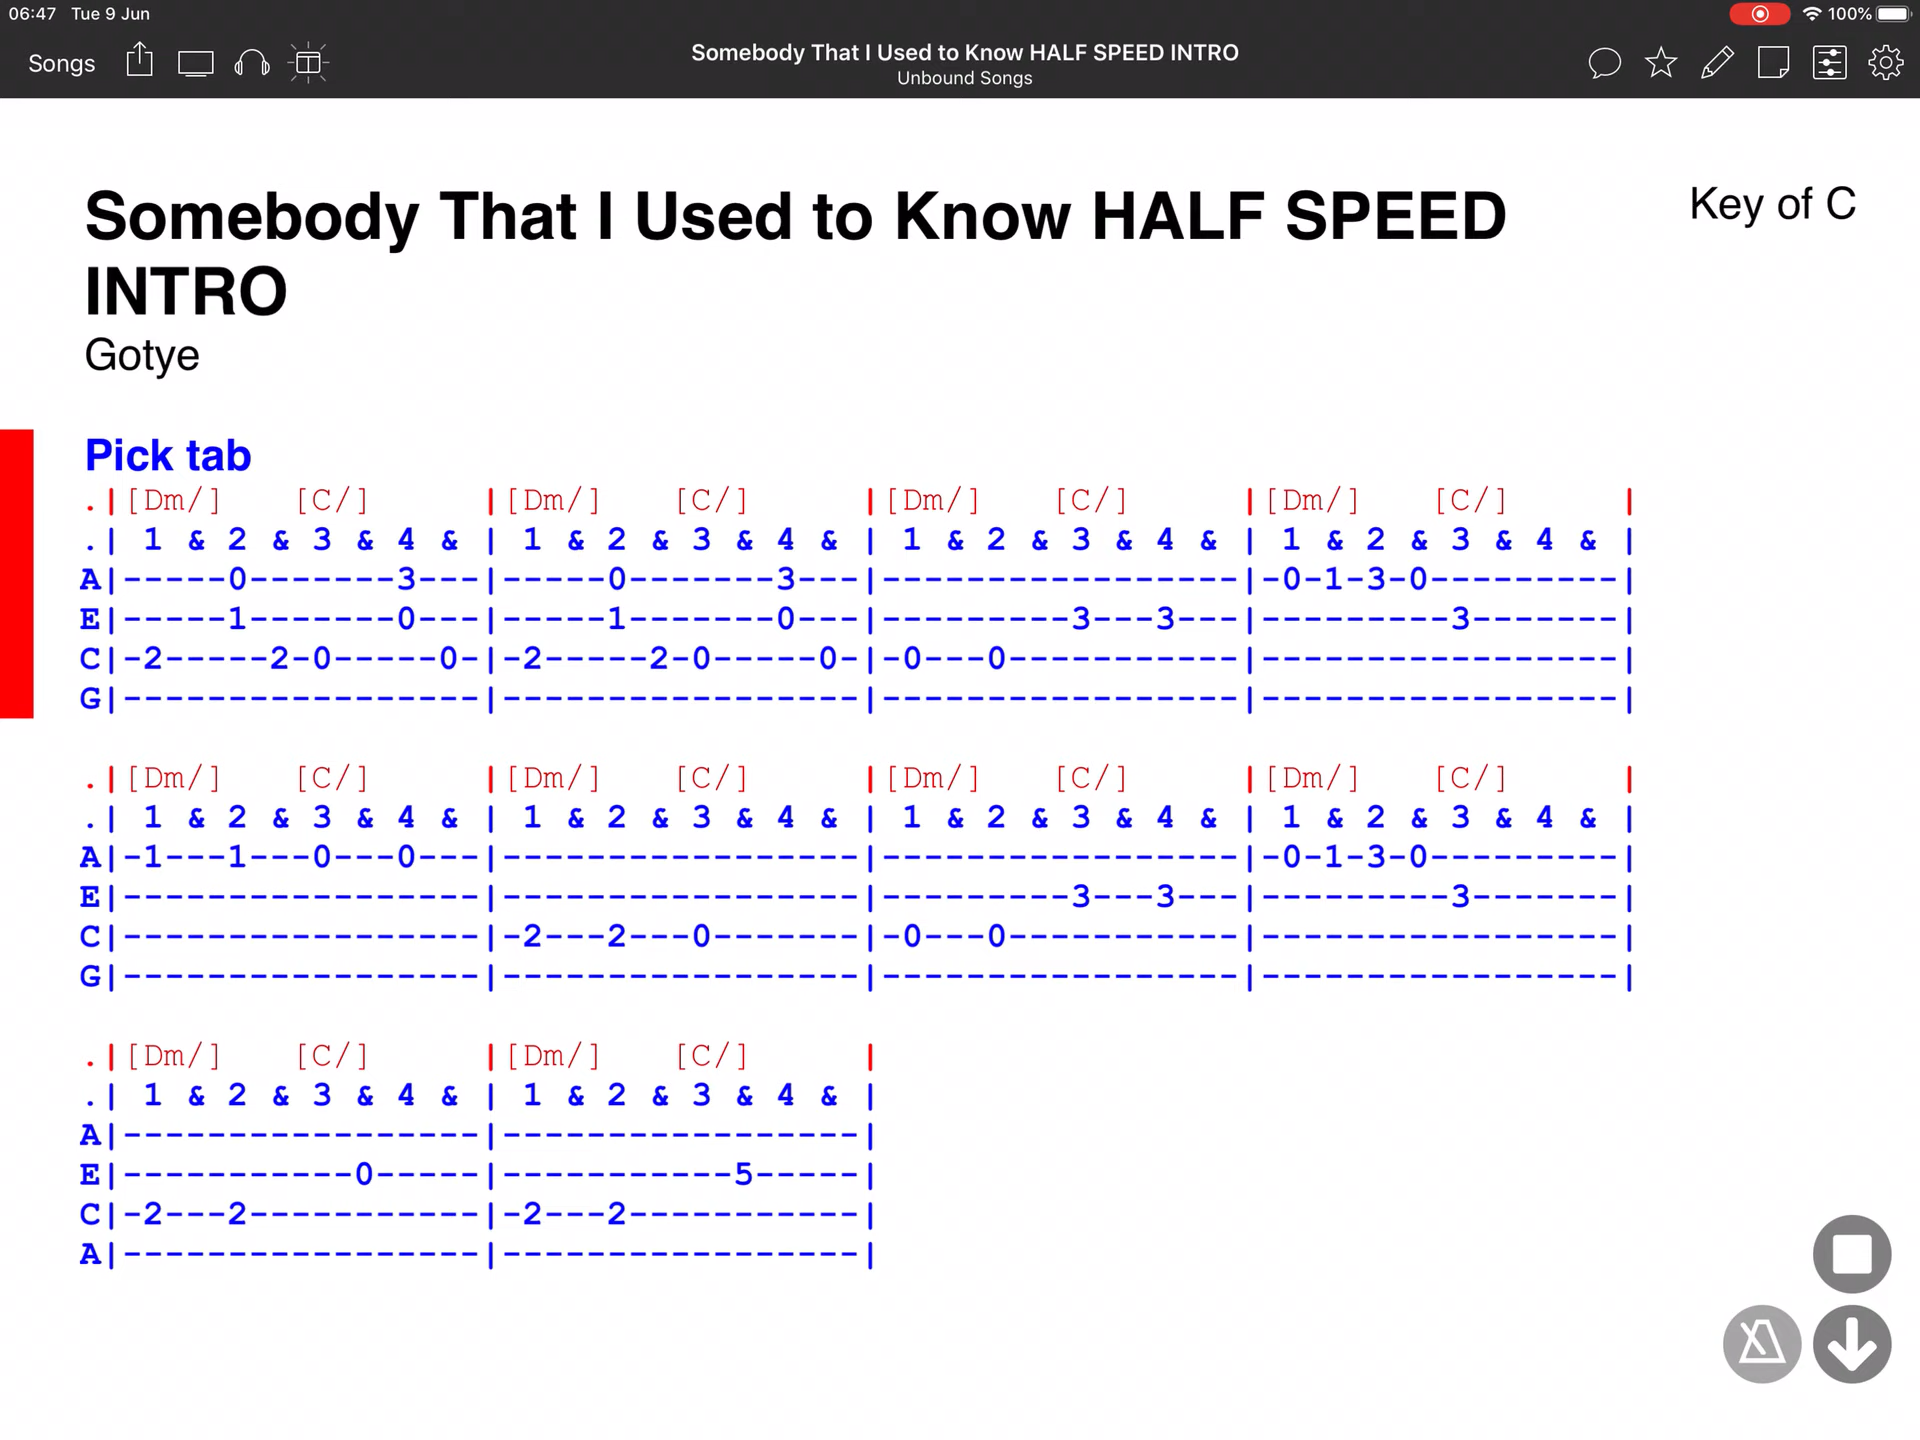 06:47 Tue 9 Jun
100%
Songs
Somebody That I Used to Know HALF SPEED INTRO
Unbound Songs
Somebody That I Used to Know HALF SPEED
INTRO
Key of C
Gotye
Pick tab
.|[Dm/]   [C/]     |[Dm/]   [C/]     |[Dm/]   [C/]     |[Dm/]   [C/]     |
.| 1 & 2 & 3 & 4 & | 1 & 2 & 3 & 4 & | 1 & 2 & 3 & 4 & | 1 & 2 & 3 & 4 & |
A|-----0-------3---|-----0-------3---|-----------------|-0-1-3-0---------|
E|-----1-------0---|-----1-------0---|---------3---3---|---------3-------|
C|-2-----2-0-----0-|-2-----2-0-----0-|-0---0-----------|-----------------|
G|-----------------|-----------------|-----------------|-----------------|
.|[Dm/]   [C/]     |[Dm/]   [C/]     |[Dm/]   [C/]     |[Dm/]   [C/]     |
.| 1 & 2 & 3 & 4 & | 1 & 2 & 3 & 4 & | 1 & 2 & 3 & 4 & | 1 & 2 & 3 & 4 & |
A|-1---1---0---0---|-----------------|-----------------|-0-1-3-0---------|
E|-----------------|-----------------|---------3---3---|---------3-------|
C|-----------------|-2---2---0-------|-0---0-----------|-----------------|
G|-----------------|-----------------|-----------------|-----------------|
.|[Dm/]   [C/]     |[Dm/]   [C/]     |
.| 1 & 2 & 3 & 4 & | 1 & 2 & 3 & 4 & |
A|-----------------|-----------------|
E|-----------0-----|-----------5-----|
C|-2---2-----------|-2---2-----------|
A|-----------------|-----------------|